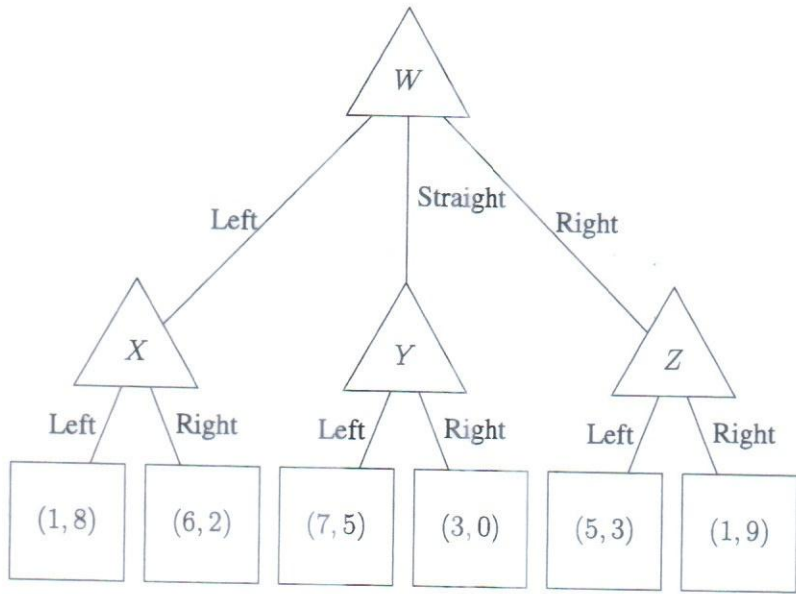 W
Left
Straight
Right
X
Y
Z
Left Right
Left Right
Left Right
(1, 8)
(6, 2)
(7, 5)
(3, 0)
(5, 3)
(1, 9)